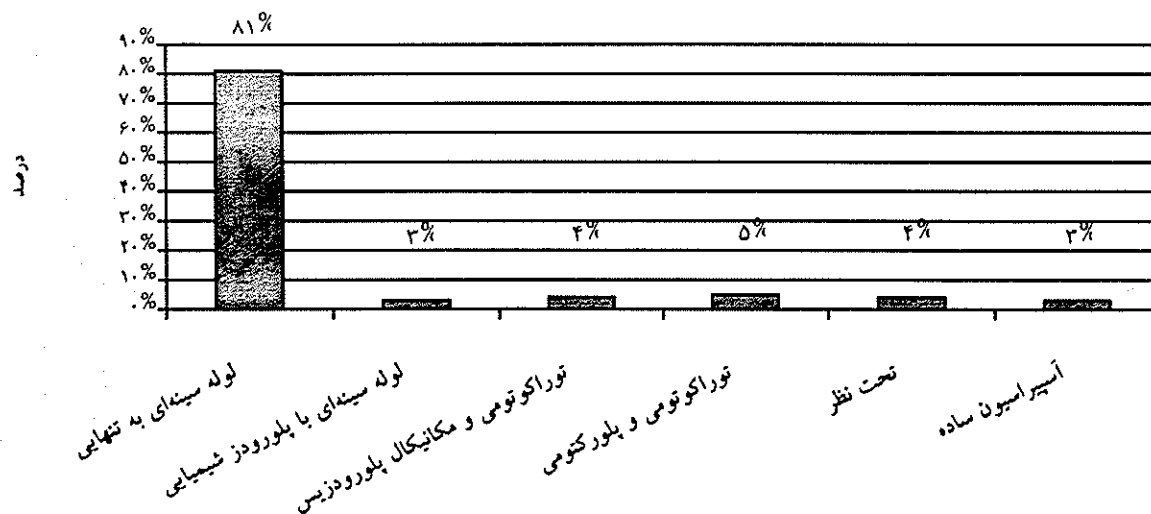 ۸۱%
۹۰%
۸۰%
۷۰%
۶۰%
۵۰%
۴۰%
۳۰%
۲۰%
۱۰%
۰%
درصد
۳%
۴%
۵%
۴%
۳%
لوله سینه‌ای به تنهایی
لوله سینه‌ای با پلورودز شیمیایی
توراکوتومی و مکانیکال پلورودزیس
توراکوتومی و پلورکتومی
تحت نظر
آسپیراسیون ساده